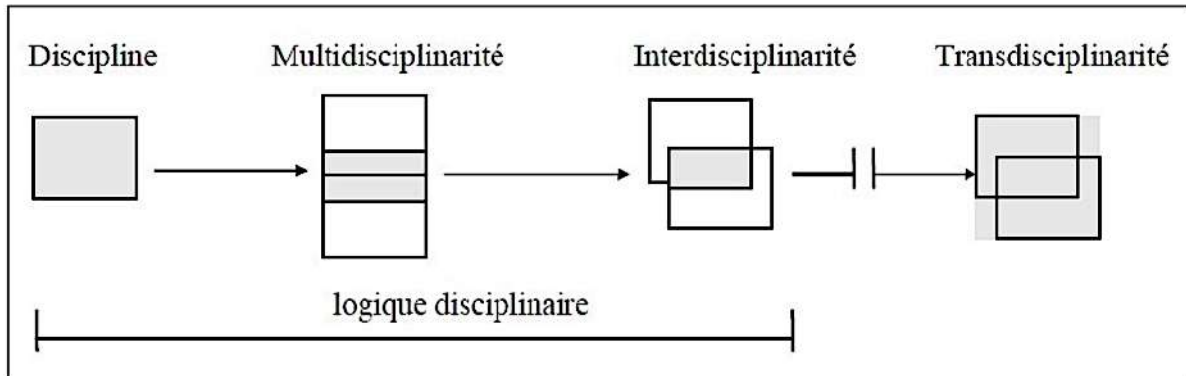 Discipline
Multidisciplinarité
Interdisciplinarité
Transdisciplinarité
logique disciplinaire